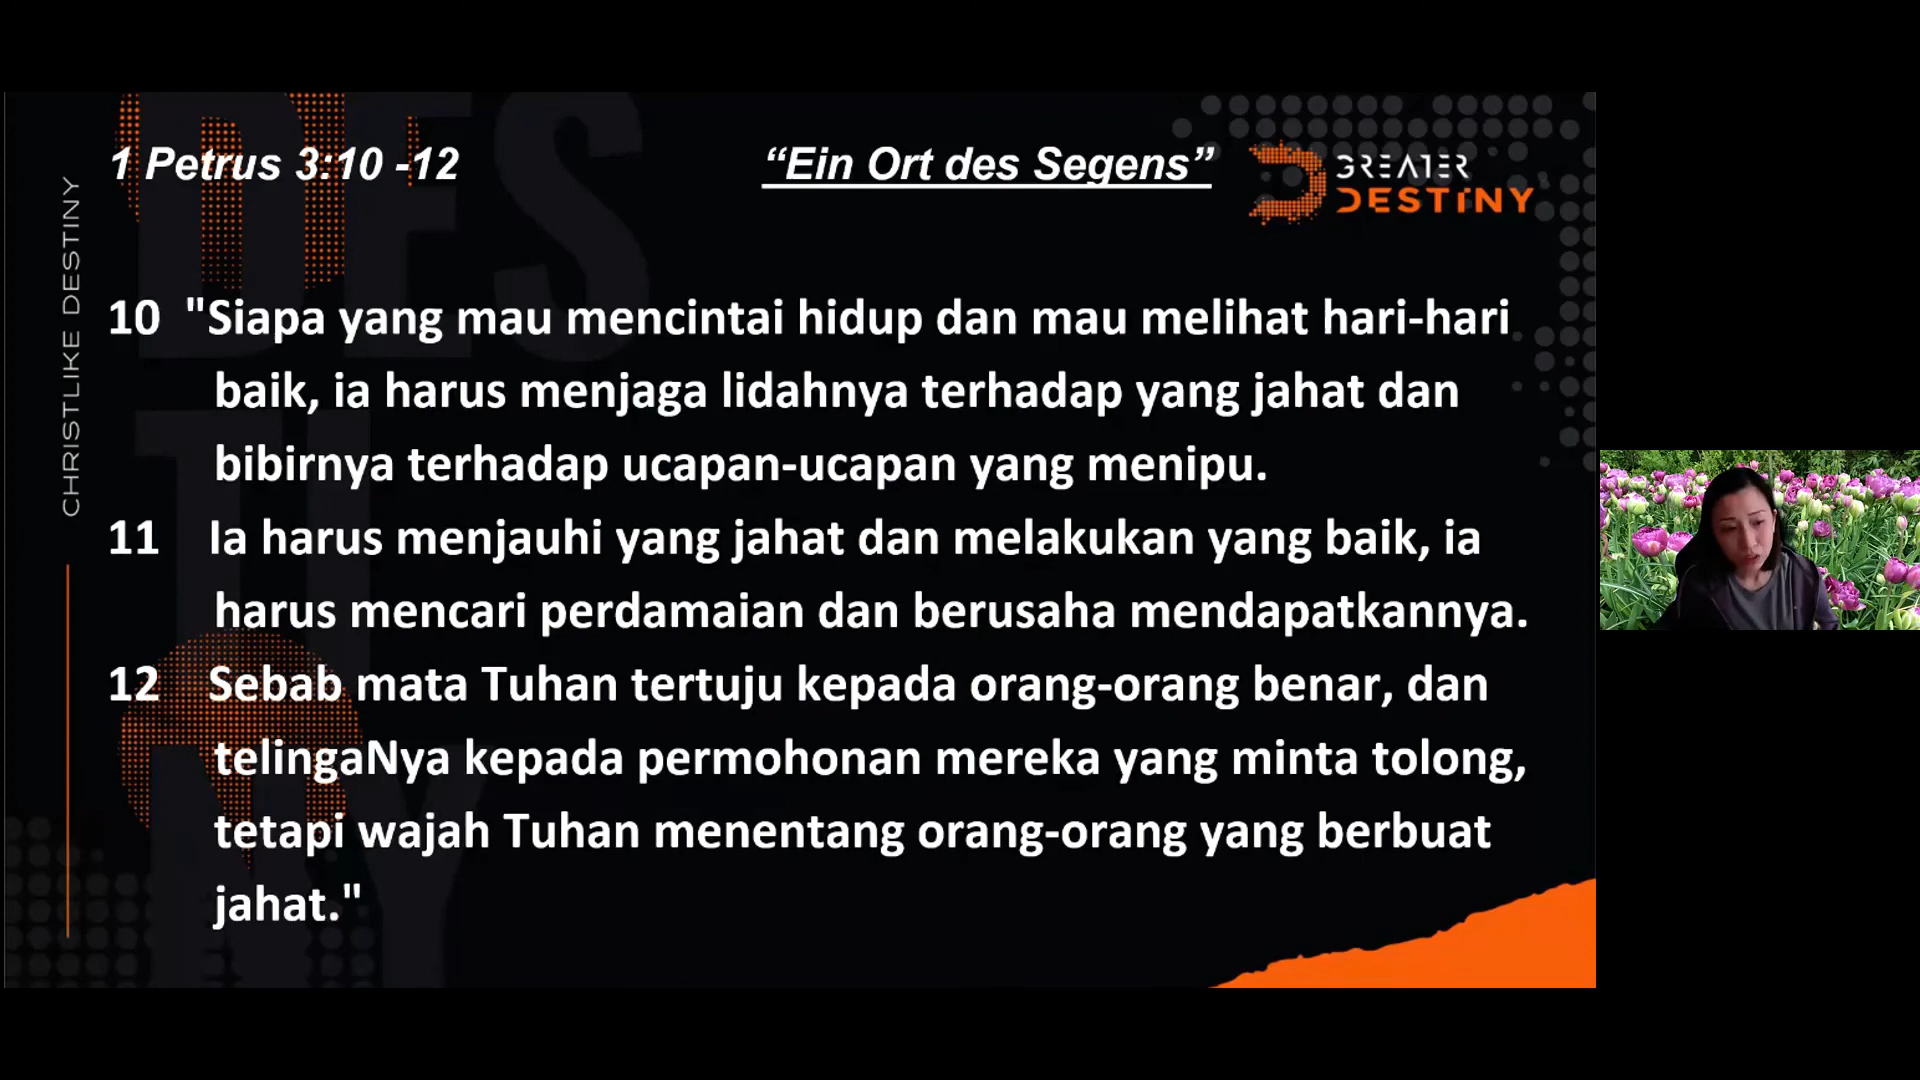 1 Petrus 3:10 -12
“Ein Ort des Segens”
GREATER
DESTINY
CHRISTLIKE DESTINY
10 "Siapa yang mau mencintai hidup dan mau melihat hari-hari
baik, ia harus menjaga lidahnya terhadap yang jahat dan
bibirnya terhadap ucapan-ucapan yang menipu.
11 Ia harus menjauhi yang jahat dan melakukan yang baik, ia
harus mencari perdamaian dan berusaha mendapatkannya.
12 Sebab mata Tuhan tertuju kepada orang-orang benar, dan
telingaNya kepada permohonan mereka yang minta tolong,
tetapi wajah Tuhan menentang orang-orang yang berbuat
jahat."
DES
TI
NY